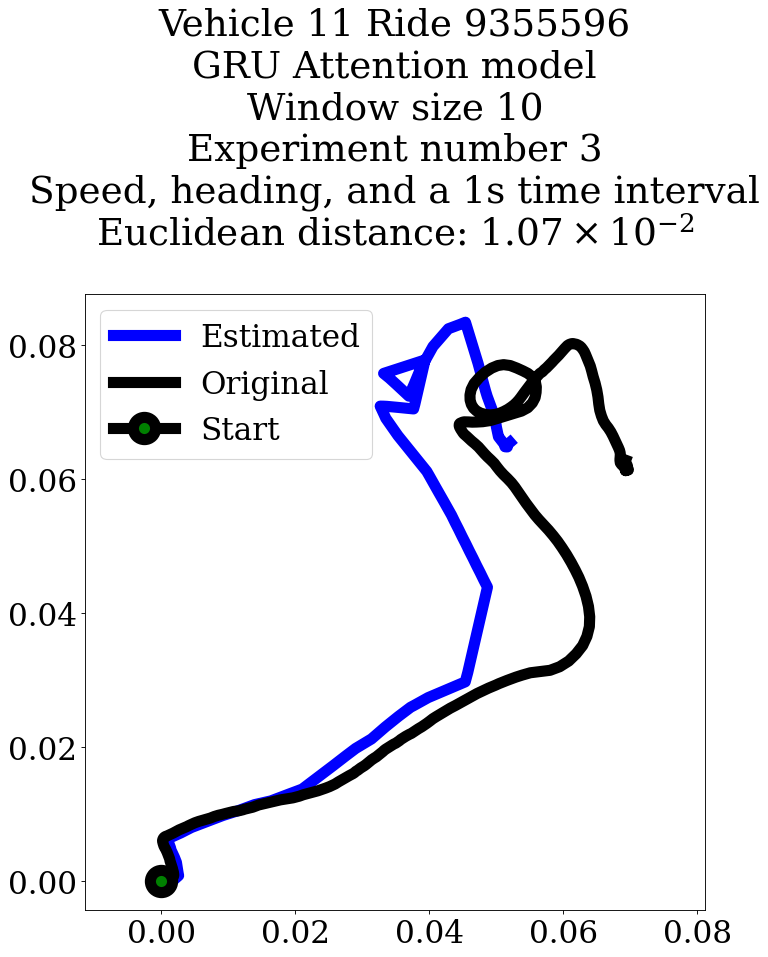 Vehicle 11 Ride 9355596
GRU Attention model
Window size 10
Experiment number 3
Speed, heading, and a 1s time interval
Euclidean distance: 1.07 × 10⁻²
Estimated
Original
Start
0.08
0.06
0.04
0.02
0.00
0.00 0.02 0.04 0.06 0.08